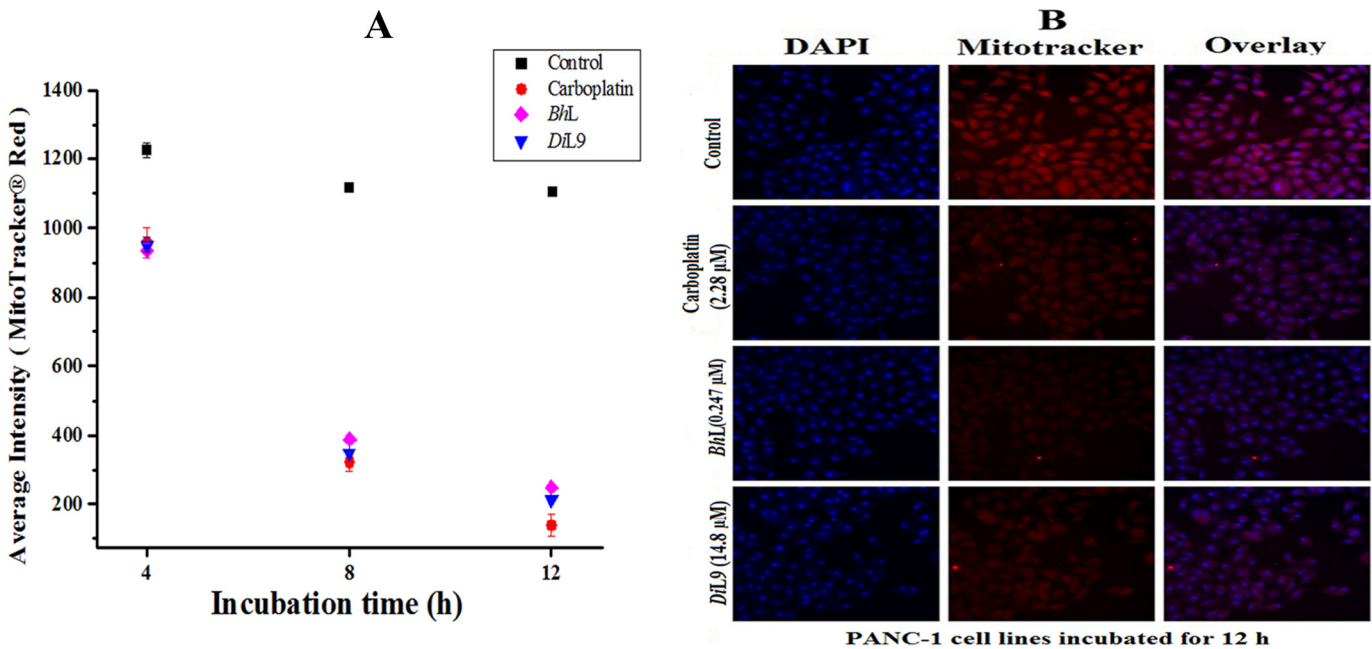 A
Control
Carboplatin
BhL
DiL9
1400
1200
1000
800
600
400
200
4
8
12
Incubation time (h)
Average Intensity ( MitoTracker® Red)
B
DAPI
Mitotracker
Overlay
Control
Carboplatin
(2.28 µM)
BhL(0.247 µM)
DiL9 (14.8 µM)
PANC-1 cell lines incubated for 12 h